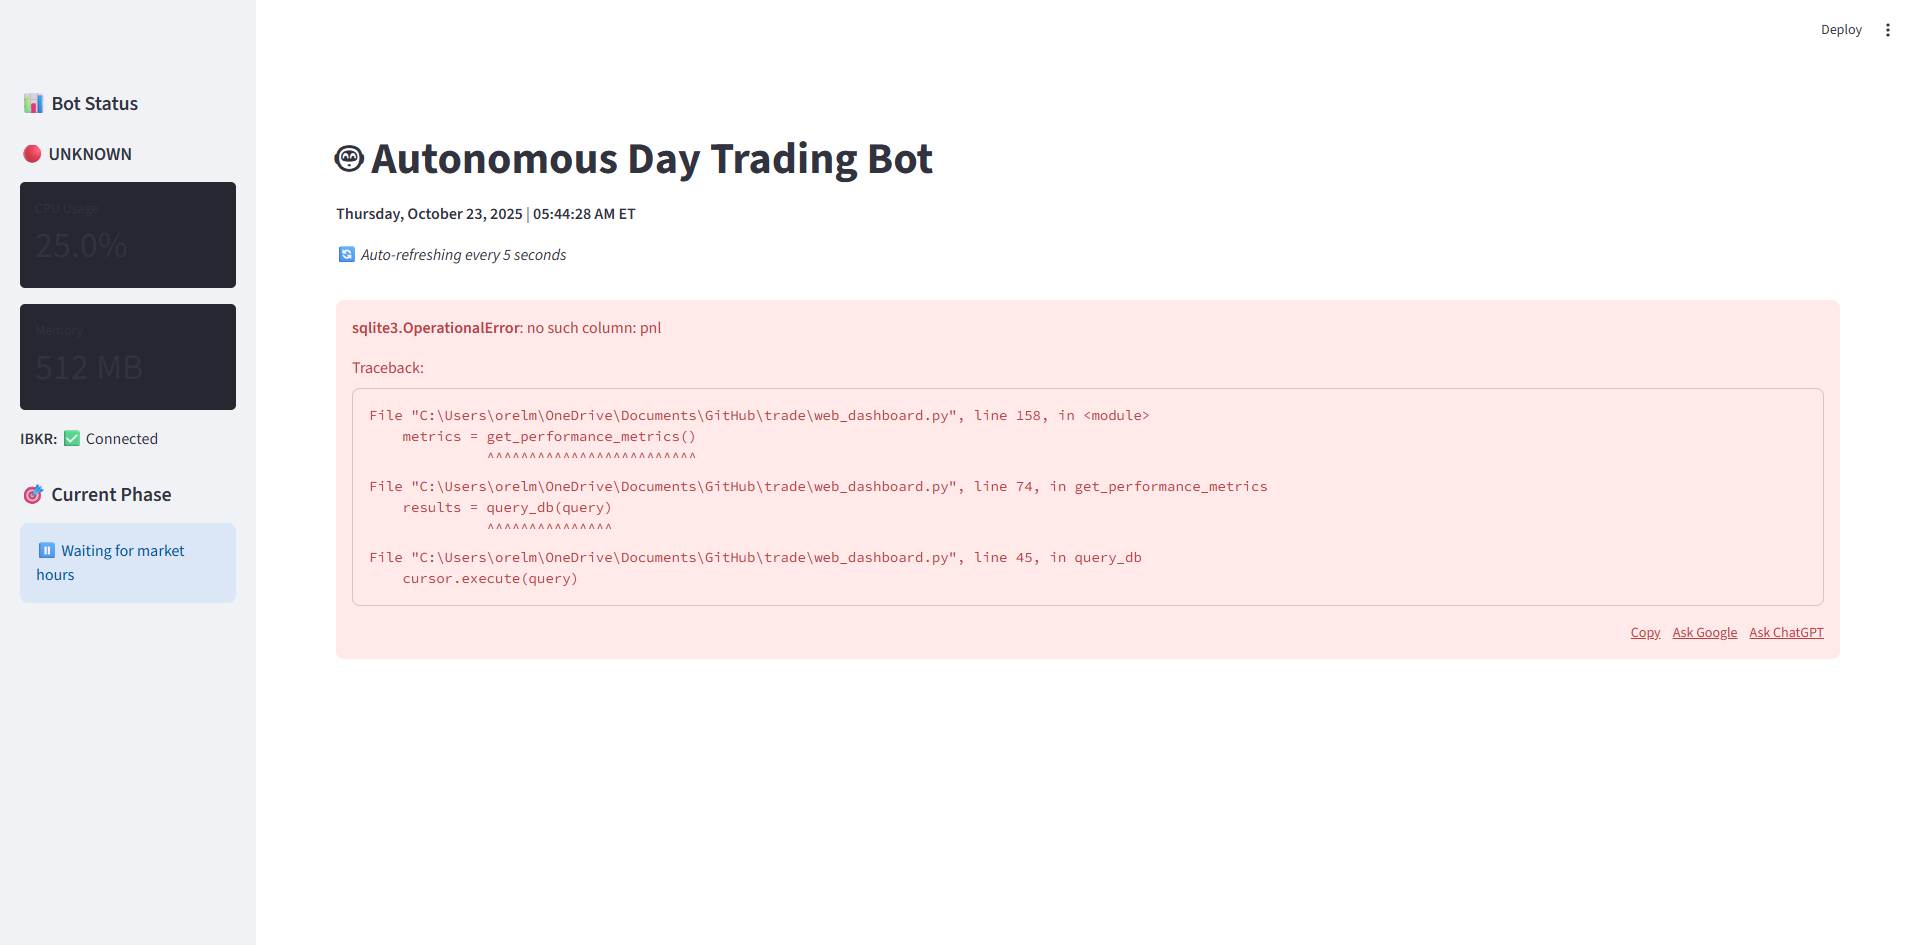 Deploy
Bot Status
UNKNOWN
CPU Usage
25.0%
Memory
512 MB
IBKR: ✅ Connected
Current Phase
Waiting for market
hours
Autonomous Day Trading Bot
Thursday, October 23, 2025 | 05:44:28 AM ET
Auto-refreshing every 5 seconds
sqlite3.OperationalError: no such column: pnl
Traceback:
File "C:\Users\orelm\OneDrive\Documents\GitHub\trade\web_dashboard.py", line 158, in <module>
    metrics = get_performance_metrics()
              ^^^^^^^^^^^^^^^^^^^^^^^^^
File "C:\Users\orelm\OneDrive\Documents\GitHub\trade\web_dashboard.py", line 74, in get_performance_metrics
    results = query_db(query)
              ^^^^^^^^^^^^^^^
File "C:\Users\orelm\OneDrive\Documents\GitHub\trade\web_dashboard.py", line 45, in query_db
    cursor.execute(query)
Copy Ask Google Ask ChatGPT